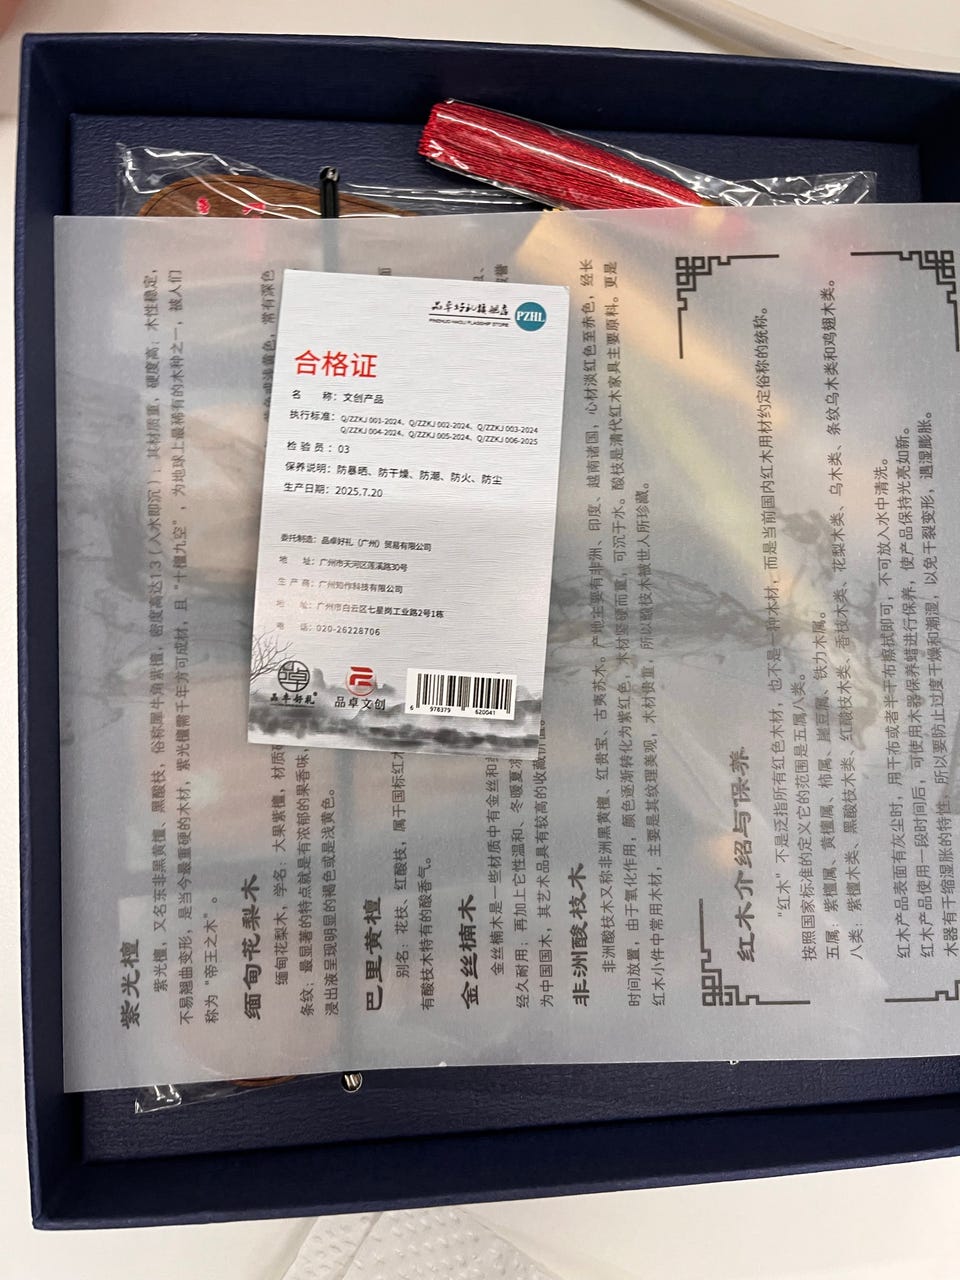 品卓好礼旗舰店
PINZHUO HAOLI FLAGSHIP STORE
PZHL
合格证
名 称：文创产品
执行标准：Q/ZZKJ 001-2024、Q/ZZKJ 002-2024、Q/ZZKJ 003-2024
Q/ZZKJ 004-2024、Q/ZZKJ 005-2024、Q/ZZKJ 006-2025
检 验 员：03
保养说明：防暴晒、防干燥、防潮、防火、防尘
生产日期：2025.7.20
委托制造：品卓好礼（广州）贸易有限公司
地 址：广州市天河区莲溪路30号
生 产 商：广州知作科技有限公司
地 址：广州市白云区七星岗工业路2号1栋
电 话：020-26228706
品卓好礼®
品卓文创
6 978379 620041
紫光檀
紫光檀，又名东非黑黄檀，黑酸枝，俗称犀牛角紫檀，密度高达1.3（入水即沉）；其材质重，硬度高；木性稳定，
不易翘曲变形，是当今最重硬的木材，紫光檀需千年方可成材，且“十檀九空”，为地球上最稀有的木种之一，被人们
称为“帝王之木”。
缅甸花梨木
缅甸花梨木，学名：大果紫檀，材质
常有深色
条纹；最显著的特点就是有浓郁的果香味，
浸出液呈现明显的褐色或是浅黄色。
巴里黄檀
别名：花枝、红酸枝，属于国标红木
有酸枝木特有的酸香气。
金丝楠木
金丝楠木是一些材质中有金丝和
经久耐用；再加上它性温和、冬暖夏凉
为中国国木，其艺术品具有较高的收藏价值。
非洲酸枝木
非洲酸枝木又称非洲黑黄檀、红贵宝、古夷苏木。产地主要有非洲、印度、越南诸国，心材淡红色至赤色，经长
时间放置，由于氧化作用，颜色逐渐转化为紫红色，木材坚硬而重，可沉于水。酸枝是清代红木家具主要原料。更是
红木小件中常用木材，主要是其纹理美观，木材贵重，所以酸枝木被世人所珍藏。
红木介绍与保养
“红木”不是泛指所有红色木材，也不是一种木材，而是当前国内红木用材约定俗称的统称。
按照国家标准的定义它的范围是五属八类。
五属：紫檀属、黄檀属、柿属、崖豆属、铁力木属。
八类：紫檀木类、黑酸枝木类、红酸枝木类、香枝木类、花梨木类、乌木类、条纹乌木类和鸡翅木类。
红木产品表面有灰尘时，用干布或者半干布擦拭即可，不可放入水中清洗。
红木产品使用一段时间后，可使用木器保养蜡进行保养，使产品保持光亮如新。
木器有干缩湿胀的特性，所以要防止过度干燥和潮湿，以免干裂变形，遇湿膨胀。